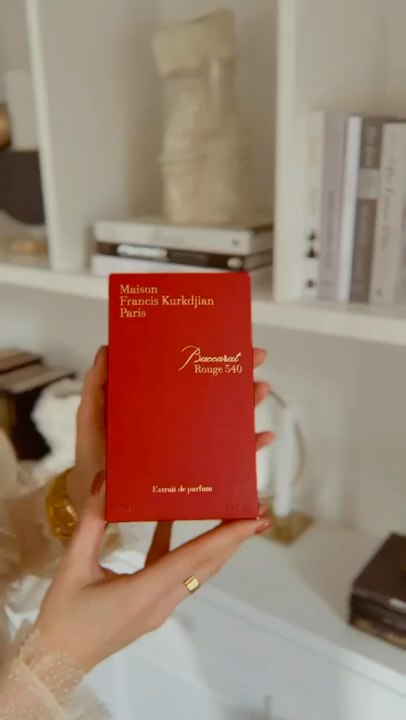 Maison
Francis Kurkdjian
Paris
Baccarat
Rouge 540
Extrait de parfum